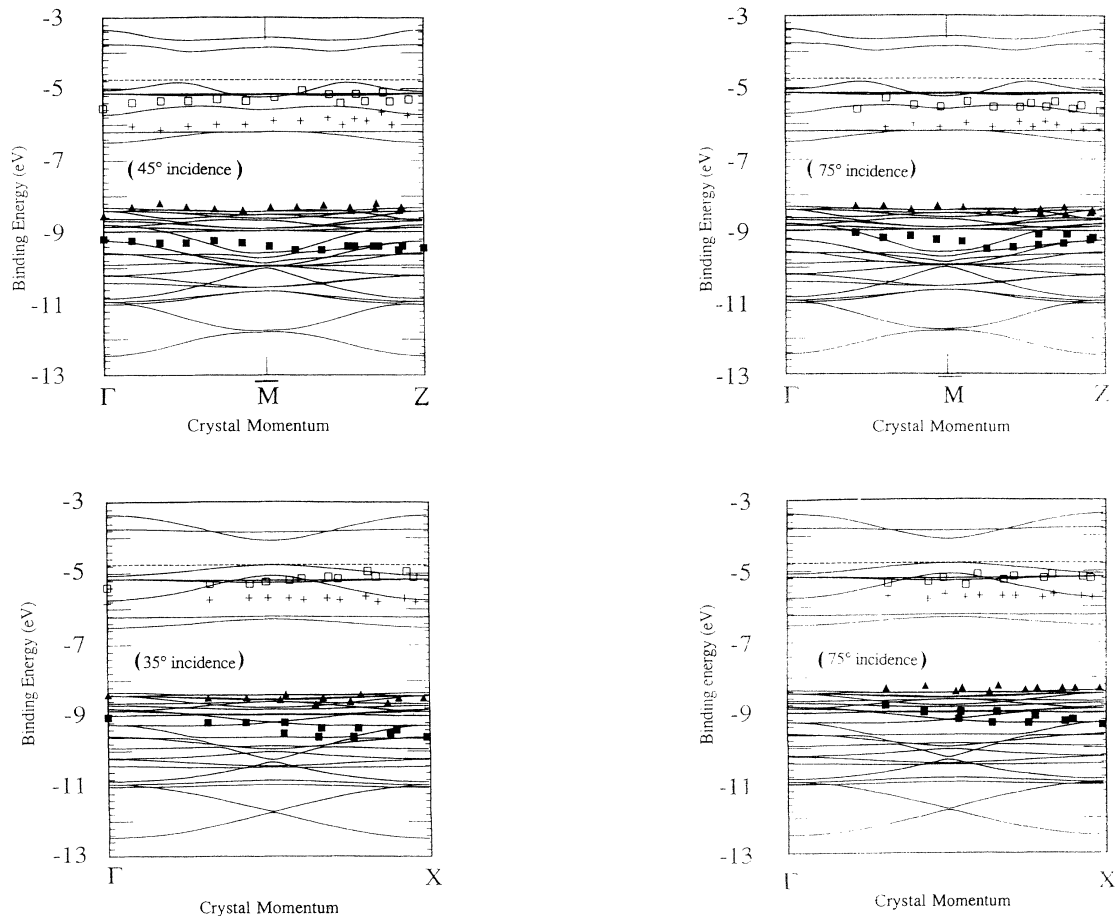 -3
-5
-7
-9
-11
-13
Binding Energy (eV)
(45° incidence)
Γ
M
Z
Crystal Momentum
-3
-5
-7
-9
-11
-13
Binding Energy (eV)
(75° incidence)
Γ
M
Z
Crystal Momentum
-3
-5
-7
-9
-11
-13
Binding Energy (eV)
(35° incidence)
Γ
X
Crystal Momentum
-3
-5
-7
-9
-11
-13
Binding energy (eV)
(75° incidence)
Γ
X
Crystal Momentum